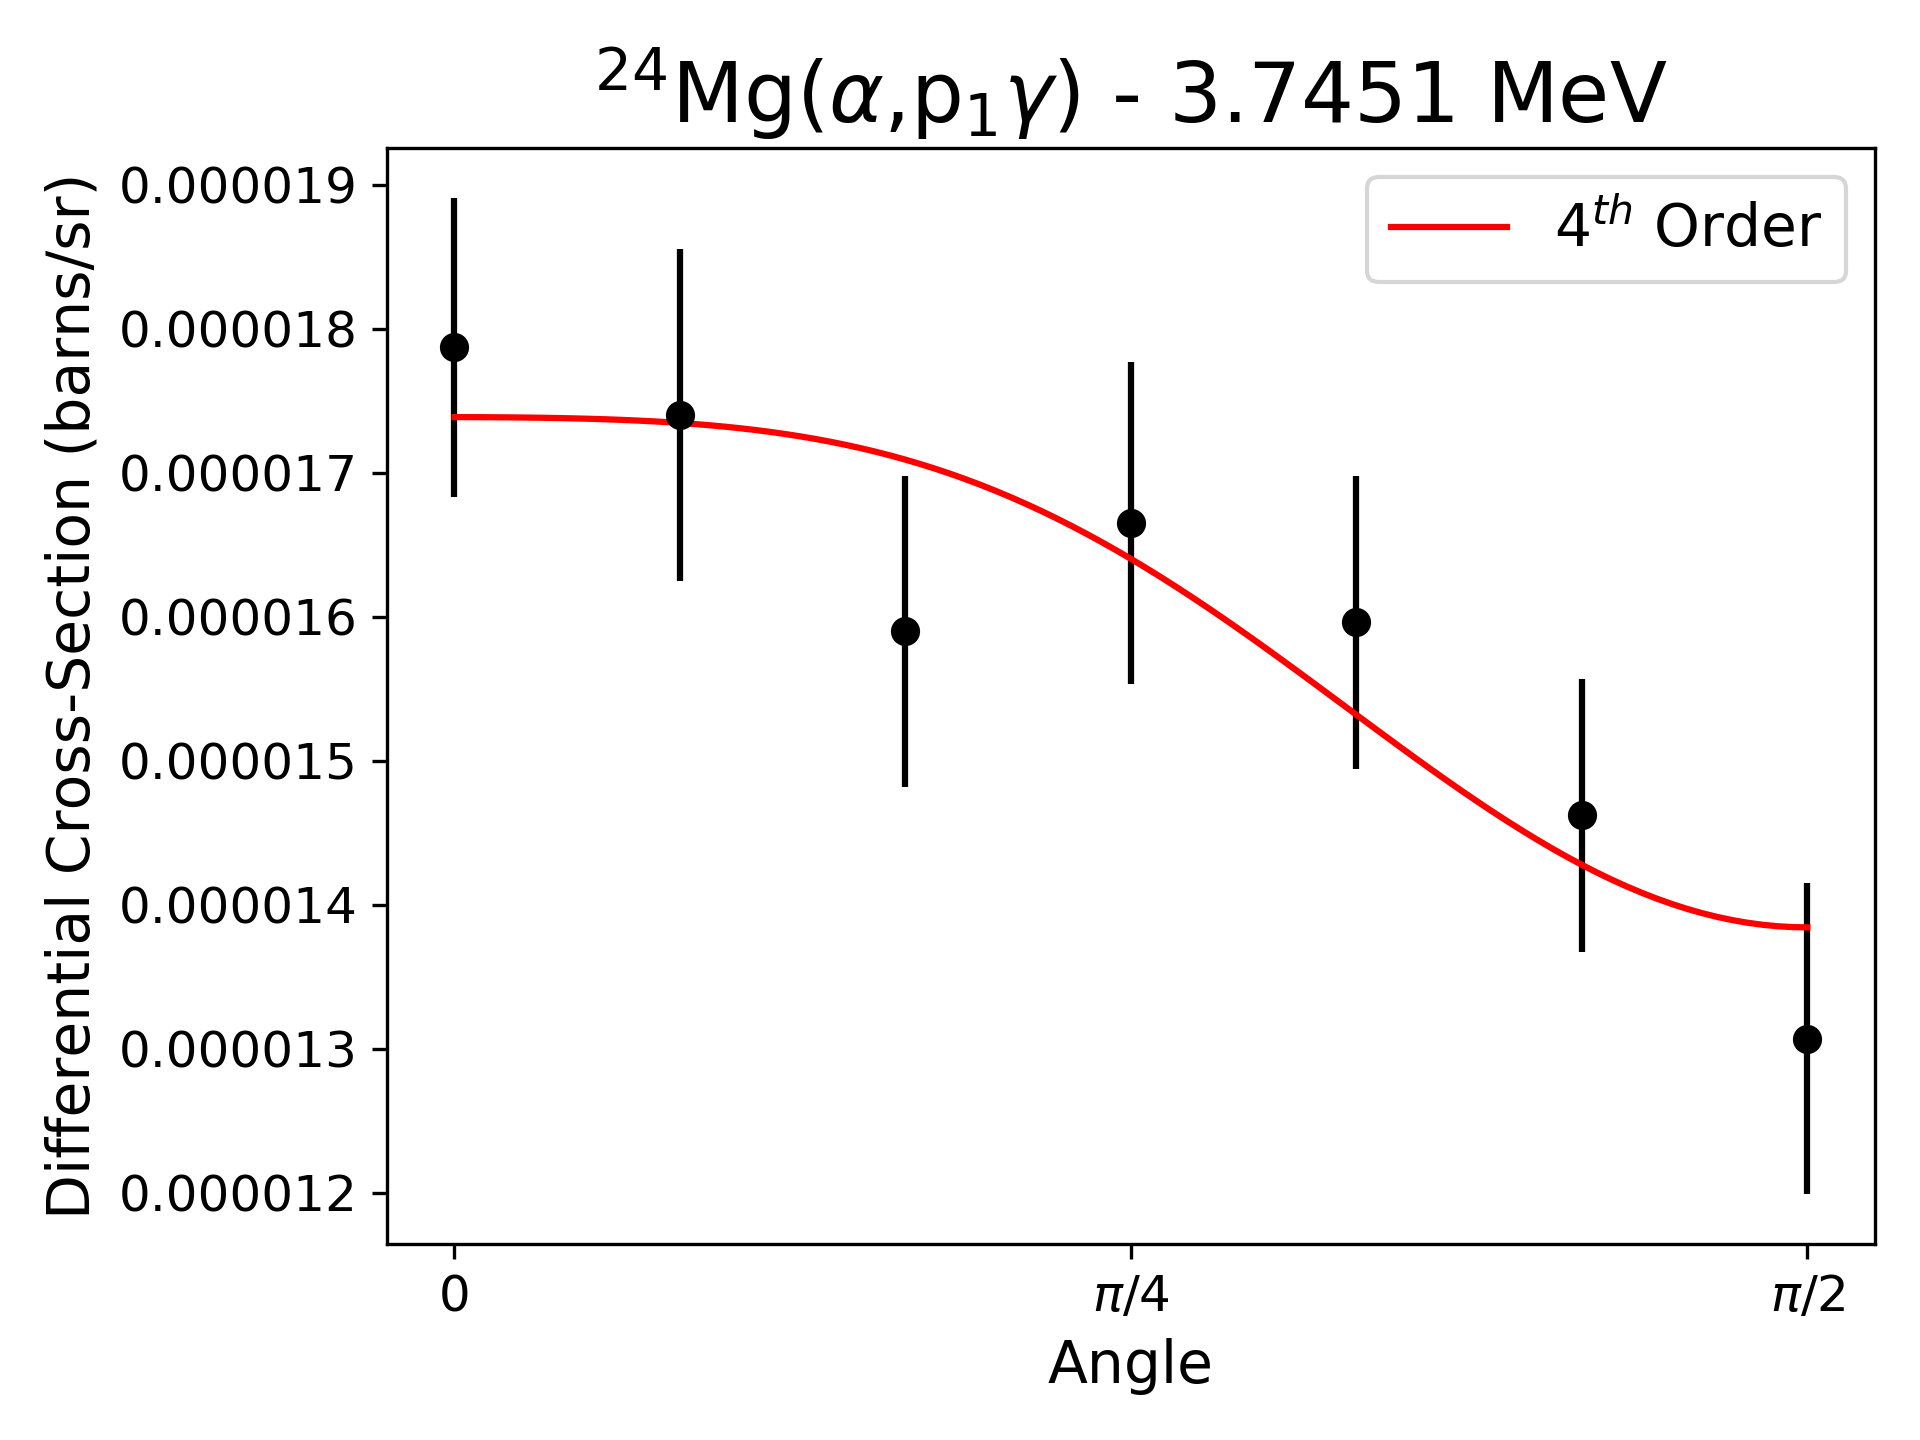 ²⁴Mg(α,p₁γ) - 3.7451 MeV
4ᵗʰ Order
Differential Cross-Section (barns/sr)
0.000019
0.000018
0.000017
0.000016
0.000015
0.000014
0.000013
0.000012
0
π/4
π/2
Angle